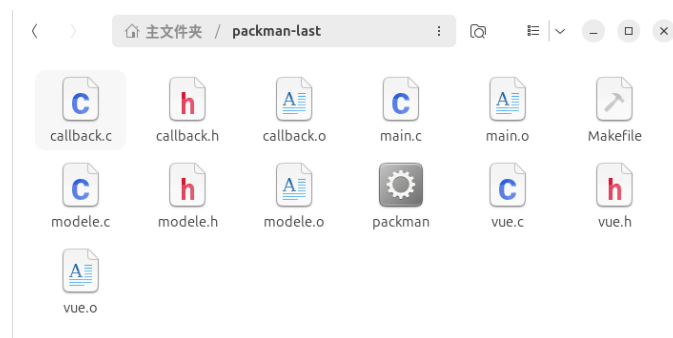 主文件夹 / packman-last
callback.c callback.h callback.o main.c main.o Makefile
modele.c modele.h modele.o packman vue.c vue.h
vue.o